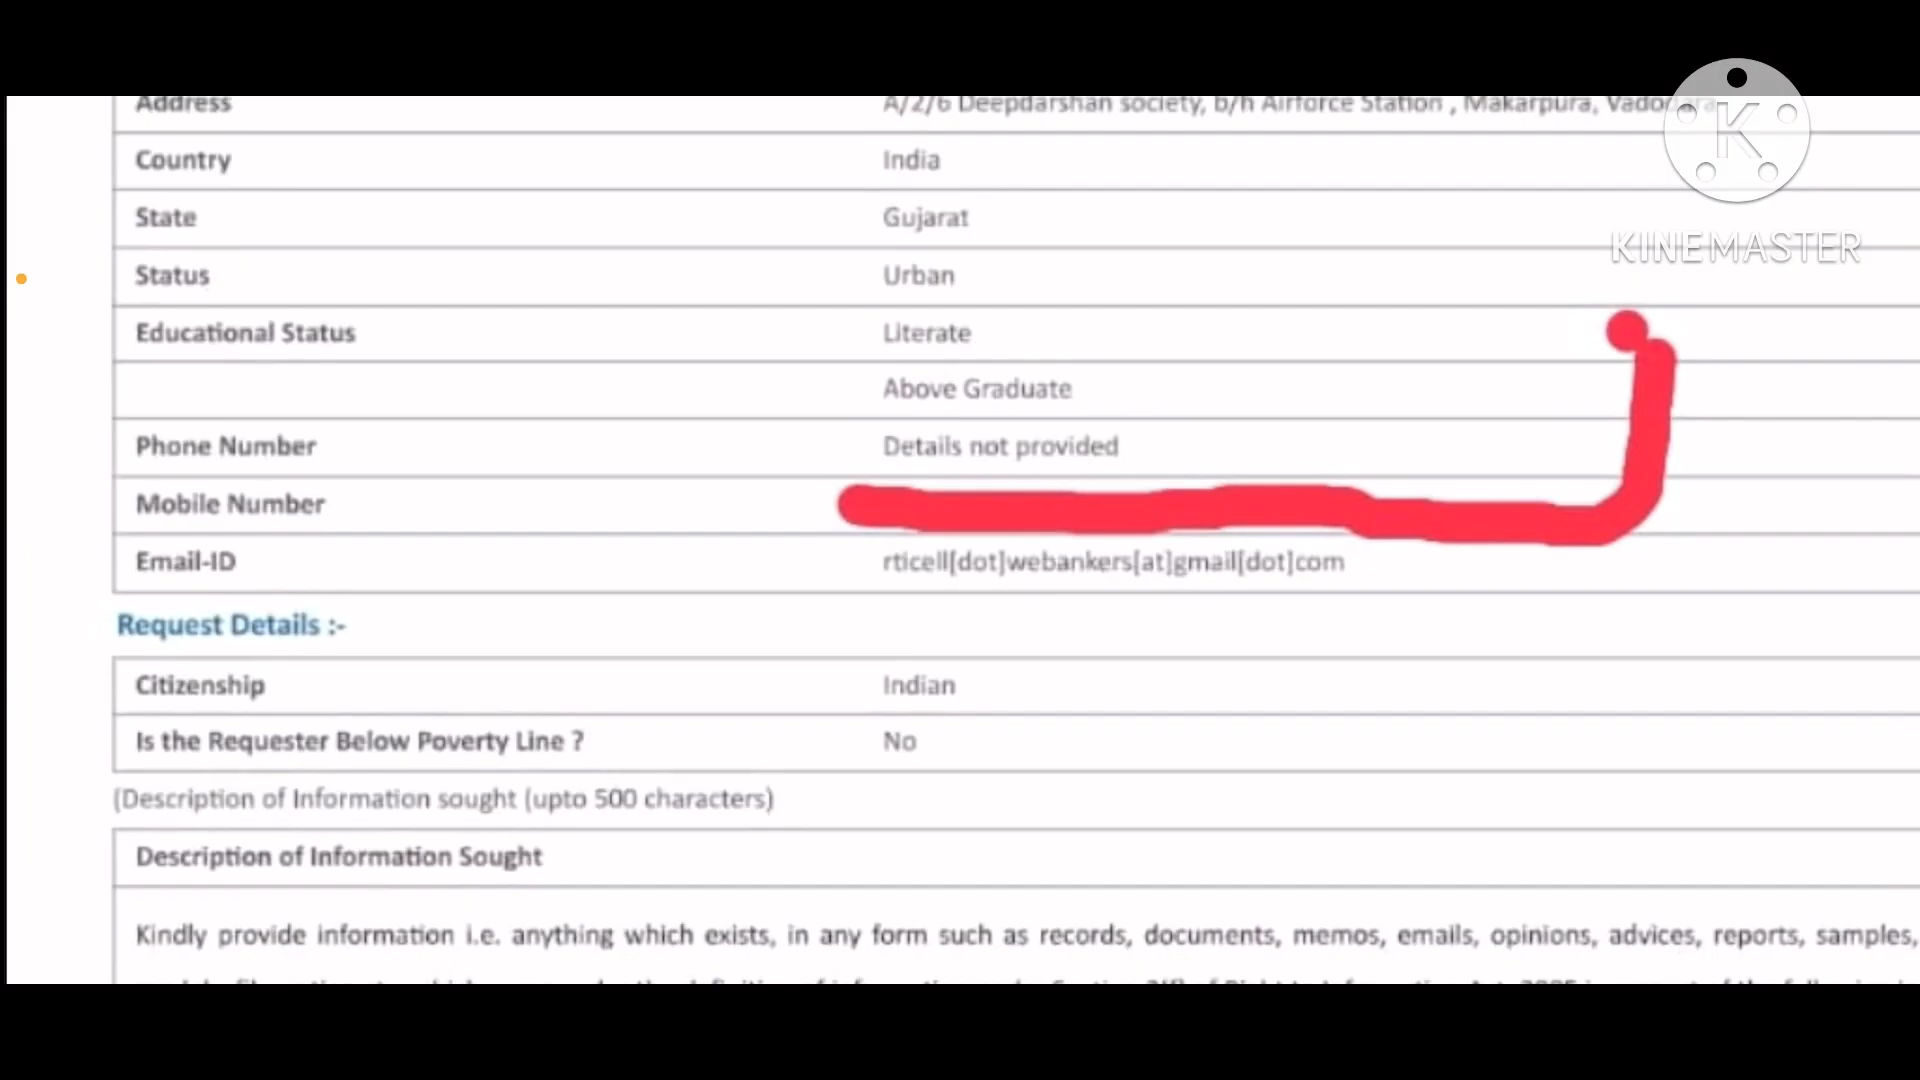 Address A/2/6 Deepdarshan society, b/h Airforce Station , Makarpura, Vadodara
Country India
K
State Gujarat
KINEMASTER
Status Urban
Educational Status Literate
Above Graduate
Phone Number Details not provided
Mobile Number
Email-ID rticell[dot]webankers[at]gmail[dot]com
Request Details :-
Citizenship Indian
Is the Requester Below Poverty Line ? No
(Description of Information sought (upto 500 characters)
Description of Information Sought
Kindly provide information i.e. anything which exists, in any form such as records, documents, memos, emails, opinions, advices, reports, samples,